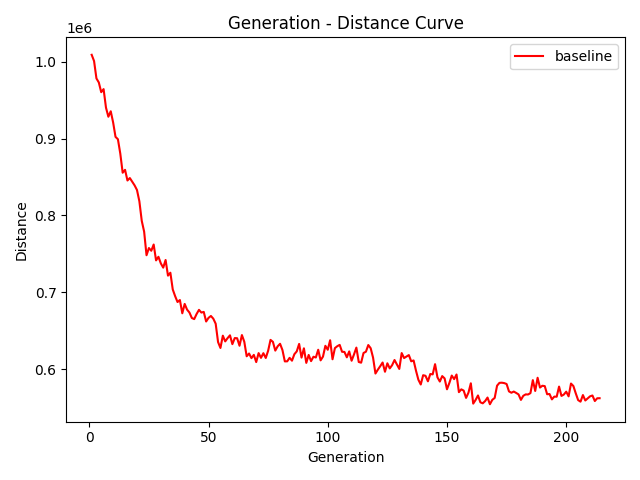 Generation - Distance Curve
1e6
baseline
1.0
0.9
0.8
0.7
0.6
Distance
0 50 100 150 200
Generation